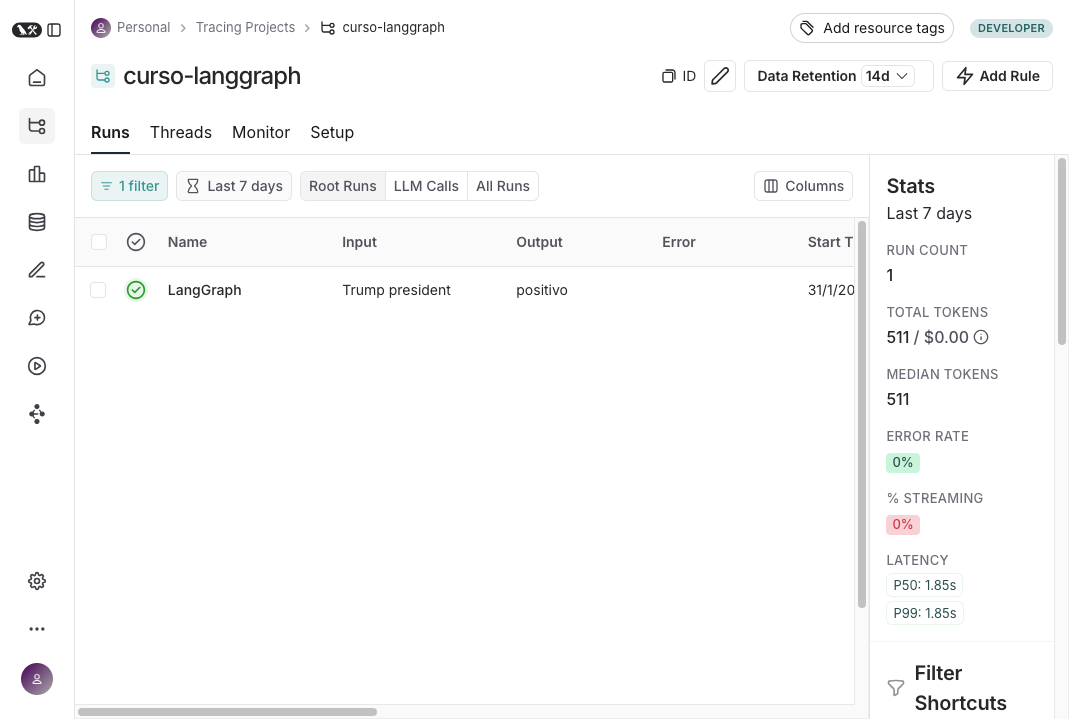 Personal > Tracing Projects > curso-langgraph
Add resource tags
DEVELOPER
curso-langgraph
ID
Data Retention 14d
Add Rule
Runs Threads Monitor Setup
1 filter Last 7 days Root Runs LLM Calls All Runs Columns
Name Input Output Error Start T
LangGraph Trump president positivo 31/1/20
Stats
Last 7 days
RUN COUNT
1
TOTAL TOKENS
511 / $0.00
MEDIAN TOKENS
511
ERROR RATE
0%
% STREAMING
0%
LATENCY
P50: 1.85s
P99: 1.85s
Filter
Shortcuts